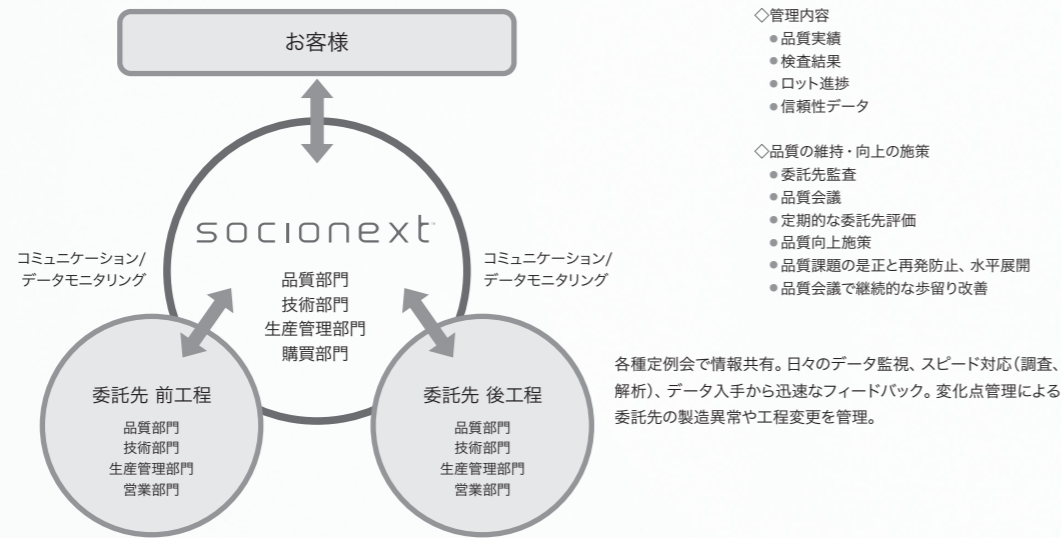 お客様
socionext
品質部門
技術部門
生産管理部門
購買部門
コミュニケーション/
データモニタリング
コミュニケーション/
データモニタリング
委託先 前工程
品質部門
技術部門
生産管理部門
営業部門
委託先 後工程
品質部門
技術部門
生産管理部門
営業部門
◇管理内容
●品質実績
●検査結果
●ロット進捗
●信頼性データ
◇品質の維持・向上の施策
●委託先監査
●品質会議
●定期的な委託先評価
●品質向上施策
●品質課題の是正と再発防止、水平展開
●品質会議で継続的な歩留り改善
各種定例会で情報共有。日々のデータ監視、スピード対応(調査、
解析)、データ入手から迅速なフィードバック。変化点管理による
委託先の製造異常や工程変更を管理。